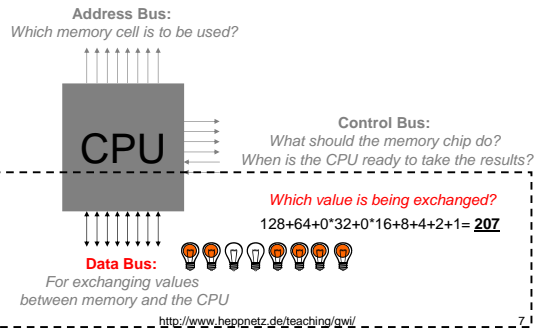 Address Bus:
Which memory cell is to be used?
CPU
Control Bus:
What should the memory chip do?
When is the CPU ready to take the results?
Which value is being exchanged?
128+64+0*32+0*16+8+4+2+1= 207
Data Bus:
For exchanging values
between memory and the CPU
http://www.heppnetz.de/teaching/gwi/
7